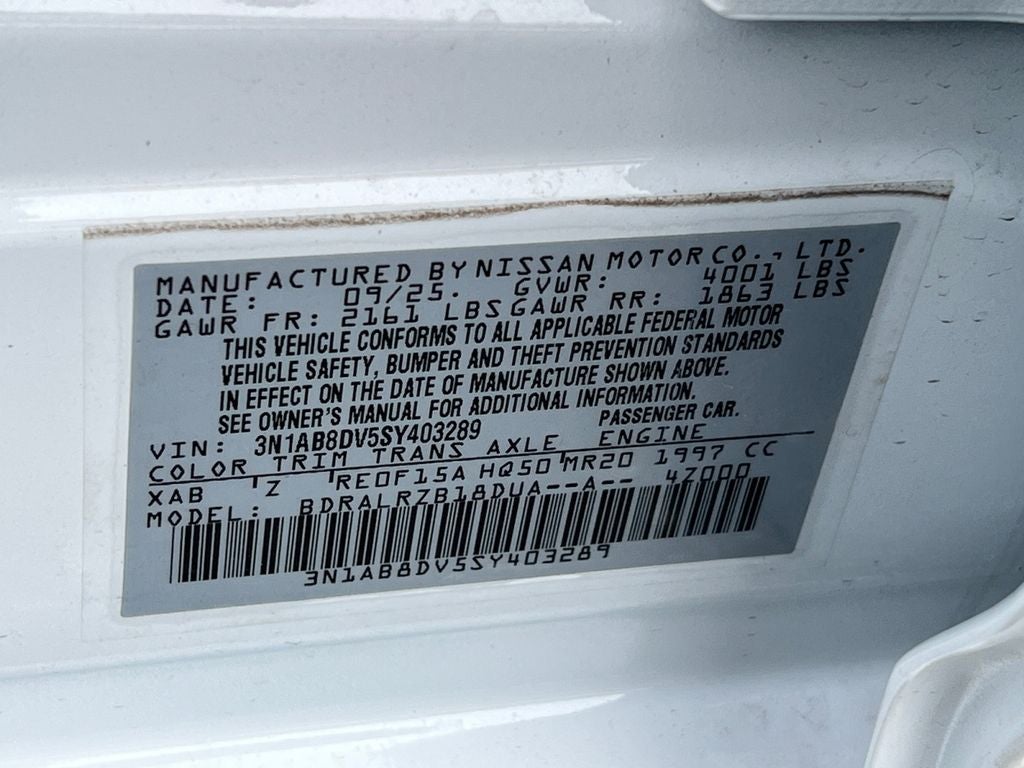 MANUFACTURED BY NISSAN MOTOR CO., LTD.
DATE: 09/25. GVWR: 4001 LBS
GAWR FR: 2161 LBS GAWR RR: 1863 LBS
THIS VEHICLE CONFORMS TO ALL APPLICABLE FEDERAL MOTOR
VEHICLE SAFETY, BUMPER AND THEFT PREVENTION STANDARDS
IN EFFECT ON THE DATE OF MANUFACTURE SHOWN ABOVE.
SEE OWNER'S MANUAL FOR ADDITIONAL INFORMATION.
VIN: 3N1AB8DV5SY403289 PASSENGER CAR.
COLOR TRIM TRANS AXLE ENGINE
XAB Z RE0F15A HQ50 MR20 1997 CC
MODEL: BDRALRZB18DUA--A-- 4Z000
3N1AB8DV5SY403289